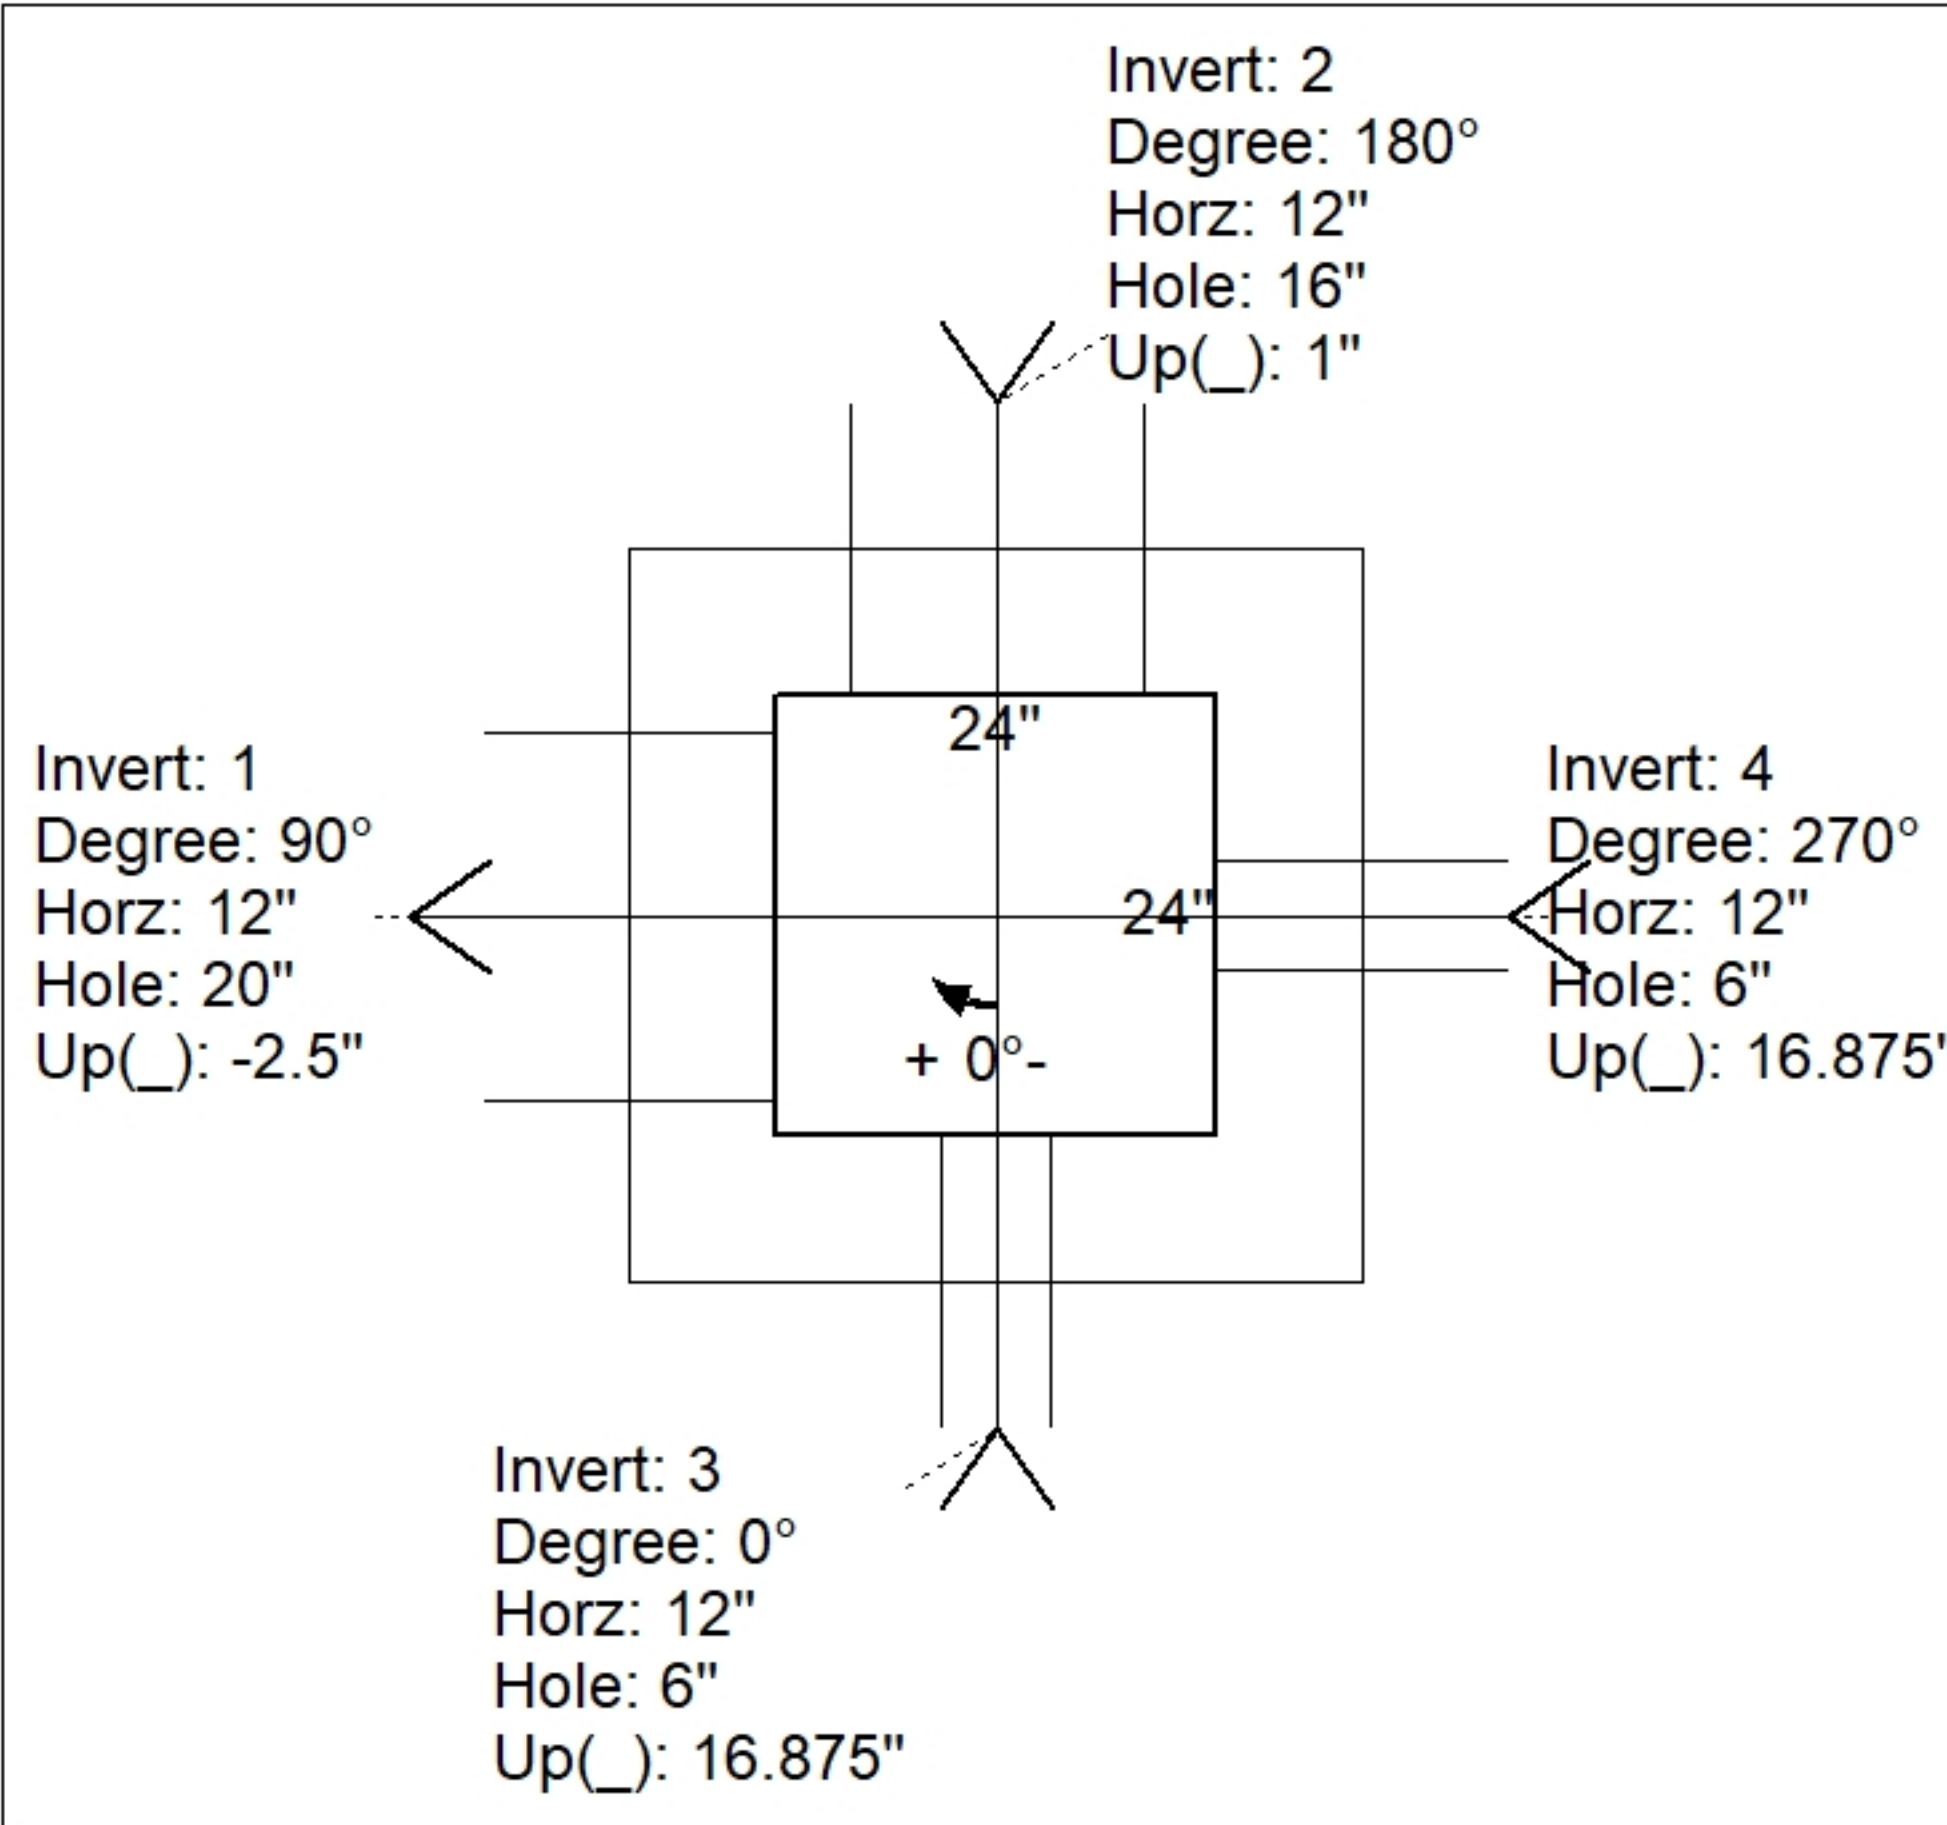 Invert: 2
Degree: 180°
Horz: 12"
Hole: 16"
Up(_): 1"
24"
Invert: 1
Degree: 90°
Horz: 12"
Hole: 20"
Up(_): -2.5"
24"
Invert: 4
Degree: 270°
Horz: 12"
Hole: 6"
Up(_): 16.875"
+ 0°-
Invert: 3
Degree: 0°
Horz: 12"
Hole: 6"
Up(_): 16.875"